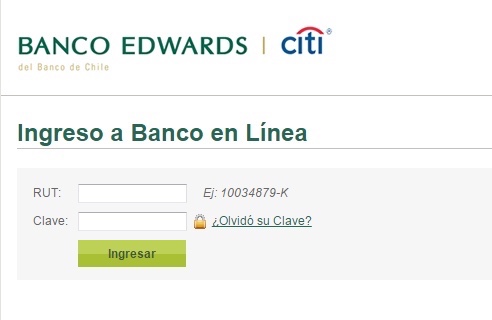 BANCO EDWARDS | citi®
del Banco de Chile
Ingreso a Banco en Línea
RUT: Ej: 10034879-K
Clave: ¿Olvidó su Clave?
Ingresar